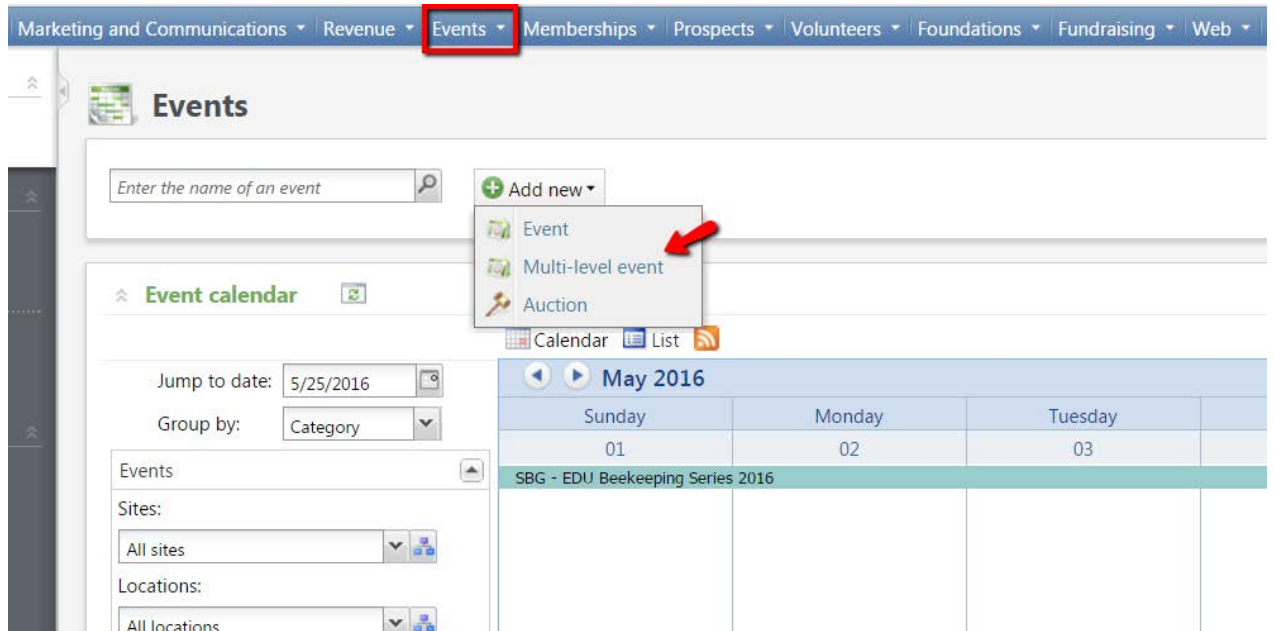 Marketing and Communications Revenue Events Memberships Prospects Volunteers Foundations Fundraising Web
Events
Enter the name of an event
Add new
Event
Multi-level event
Auction
Event calendar
Calendar List
Jump to date: 5/25/2016
May 2016
Group by: Category
Sunday Monday Tuesday
01 02 03
Events
SBG - EDU Beekeeping Series 2016
Sites:
All sites
Locations:
All locations